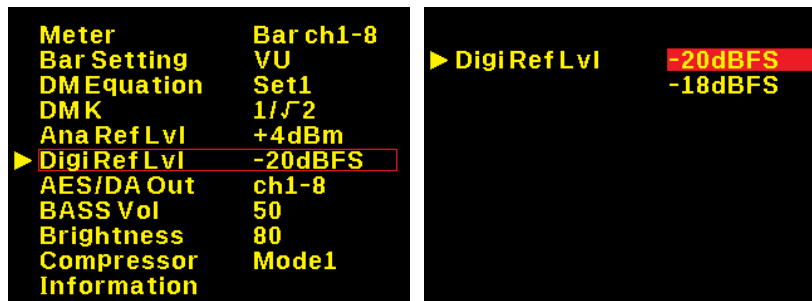 Meter Bar ch1-8
Bar Setting VU
DM Equation Set1
DM K 1/√2
Ana Ref Lvl +4dBm
▶ Digi Ref Lvl -20dBFS
AES/DA Out ch1-8
BASS Vol 50
Brightness 80
Compressor Mode1
Information
▶ Digi Ref Lvl -20dBFS
-18dBFS